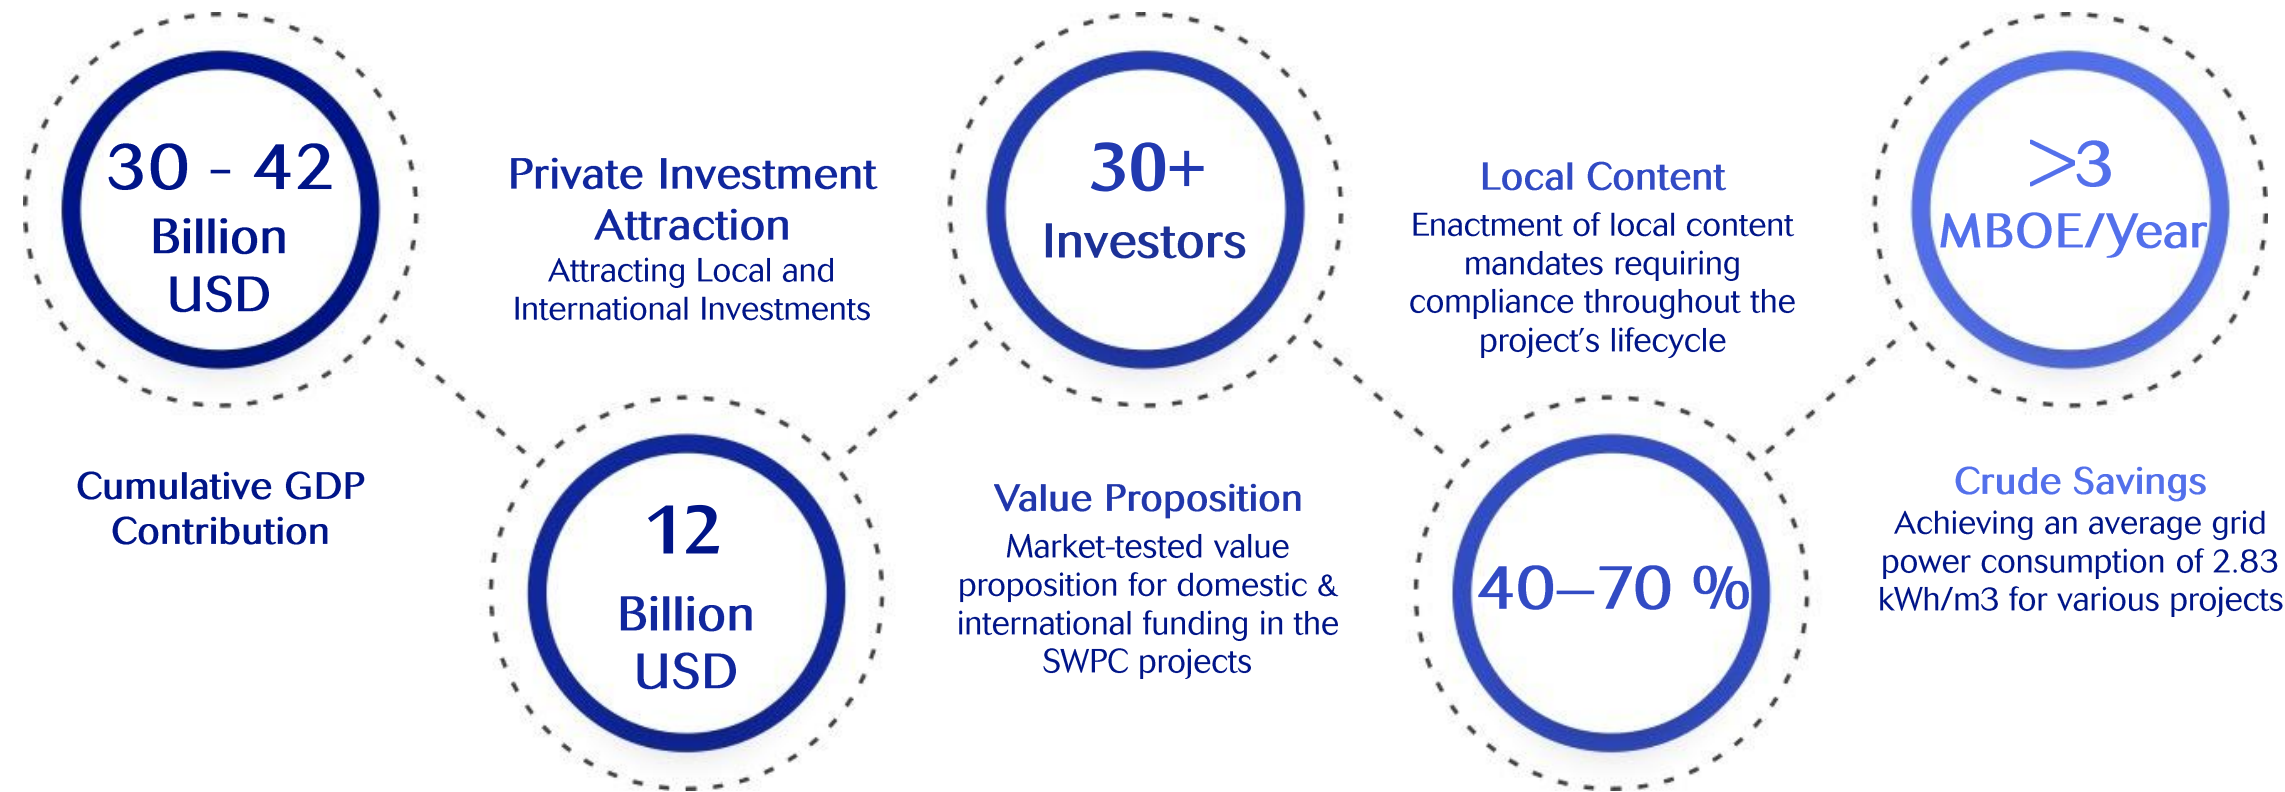 30 - 42
Billion
USD
Cumulative GDP
Contribution
Private Investment
Attraction
Attracting Local and
International Investments
12
Billion
USD
30+
Investors
Value Proposition
Market-tested value
proposition for domestic &
international funding in the
SWPC projects
Local Content
Enactment of local content
mandates requiring
compliance throughout the
project’s lifecycle
40–70 %
>3
MBOE/Year
Crude Savings
Achieving an average grid
power consumption of 2.83
kWh/m3 for various projects